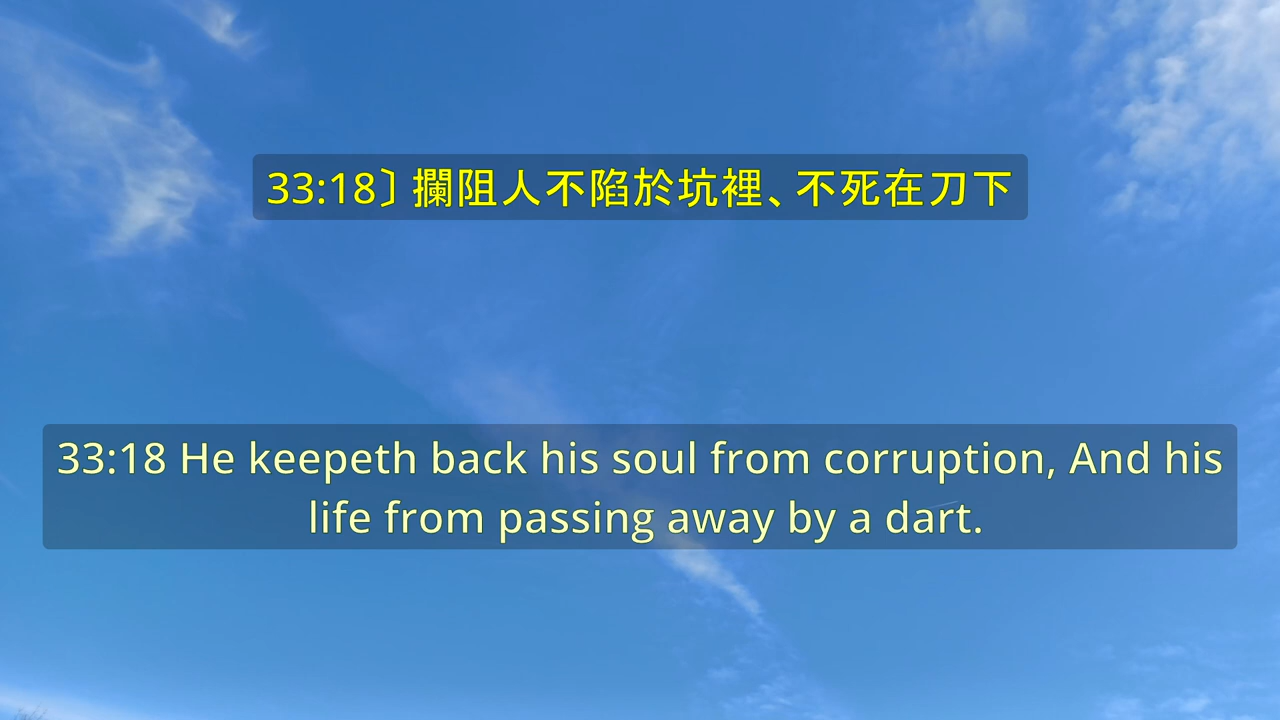 33:18〕攔阻人不陷於坑裡、不死在刀下
33:18 He keepeth back his soul from corruption, And his
life from passing away by a dart.